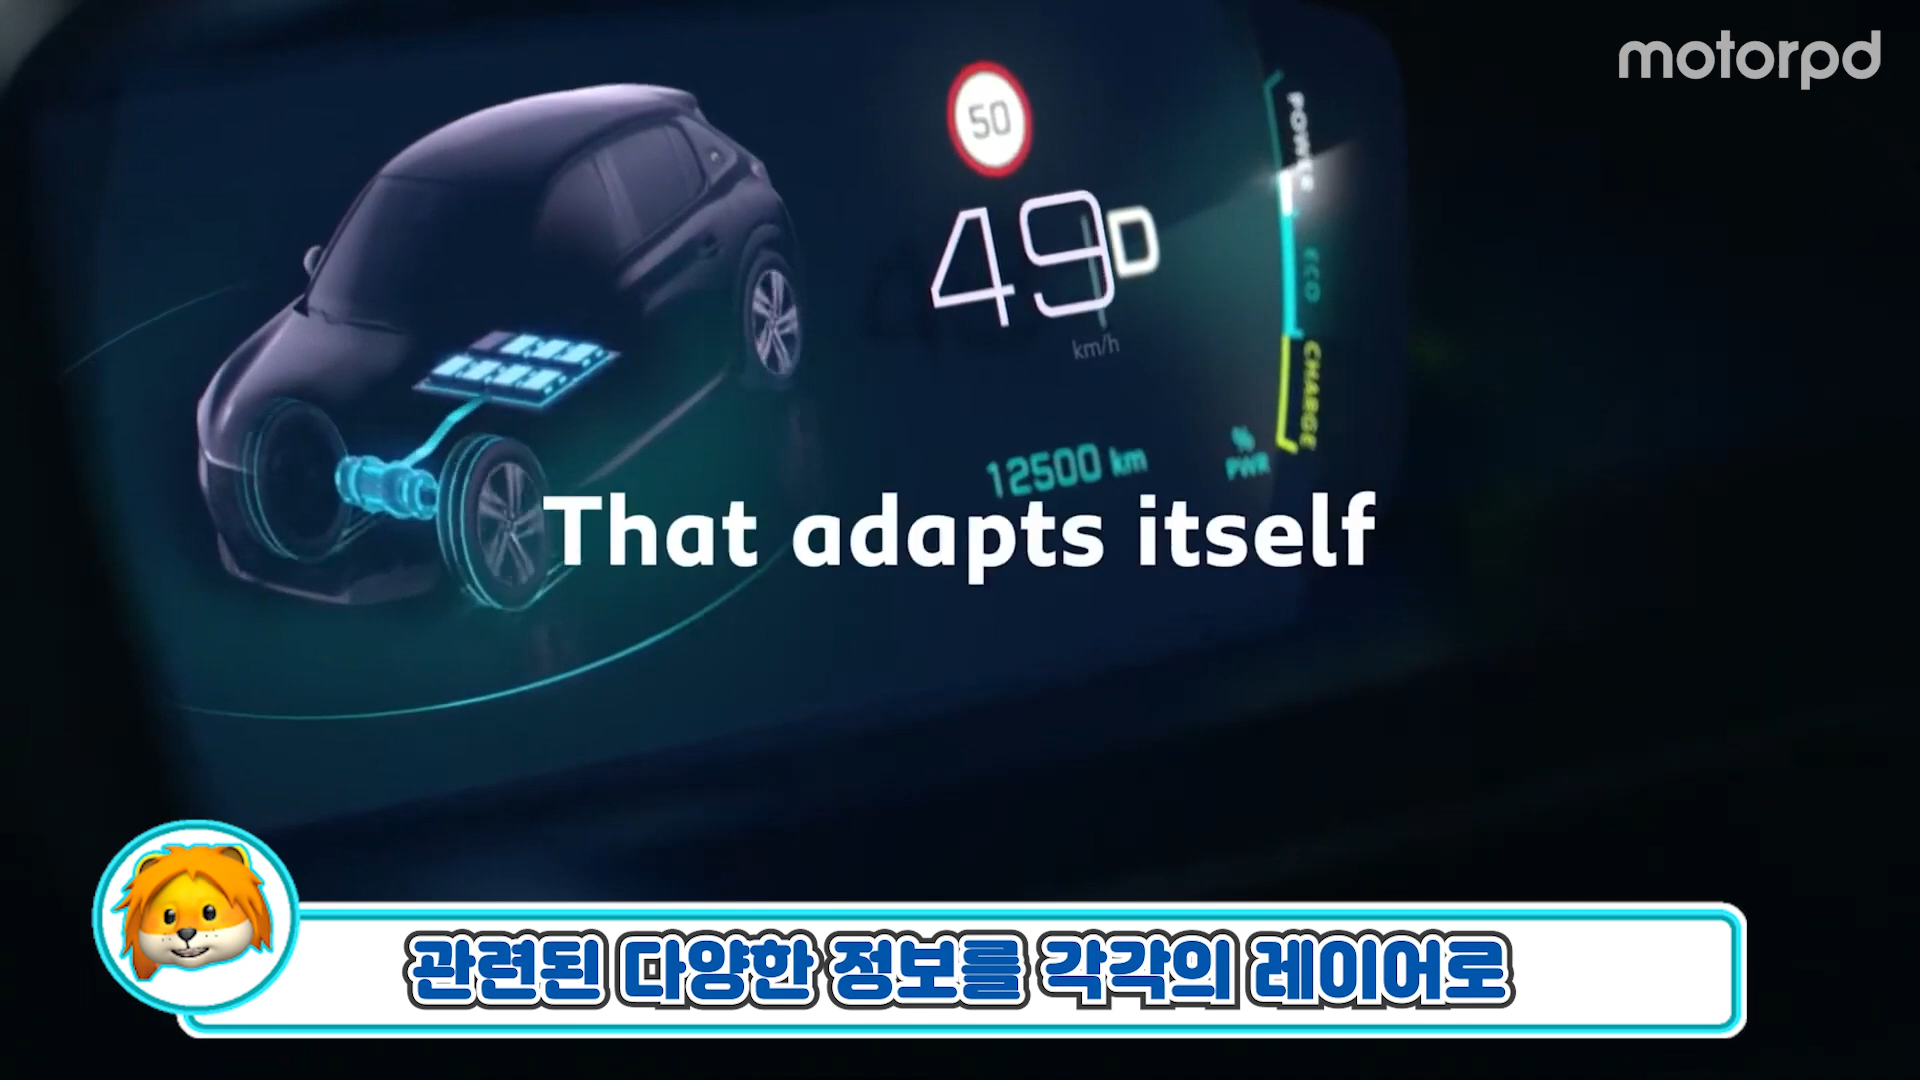 motorpd
50
POWER
49 D
km/h
ECO
CHARGE
12500 km
%
PWR
That adapts itself
관련된 다양한 정보를 각각의 레이어로